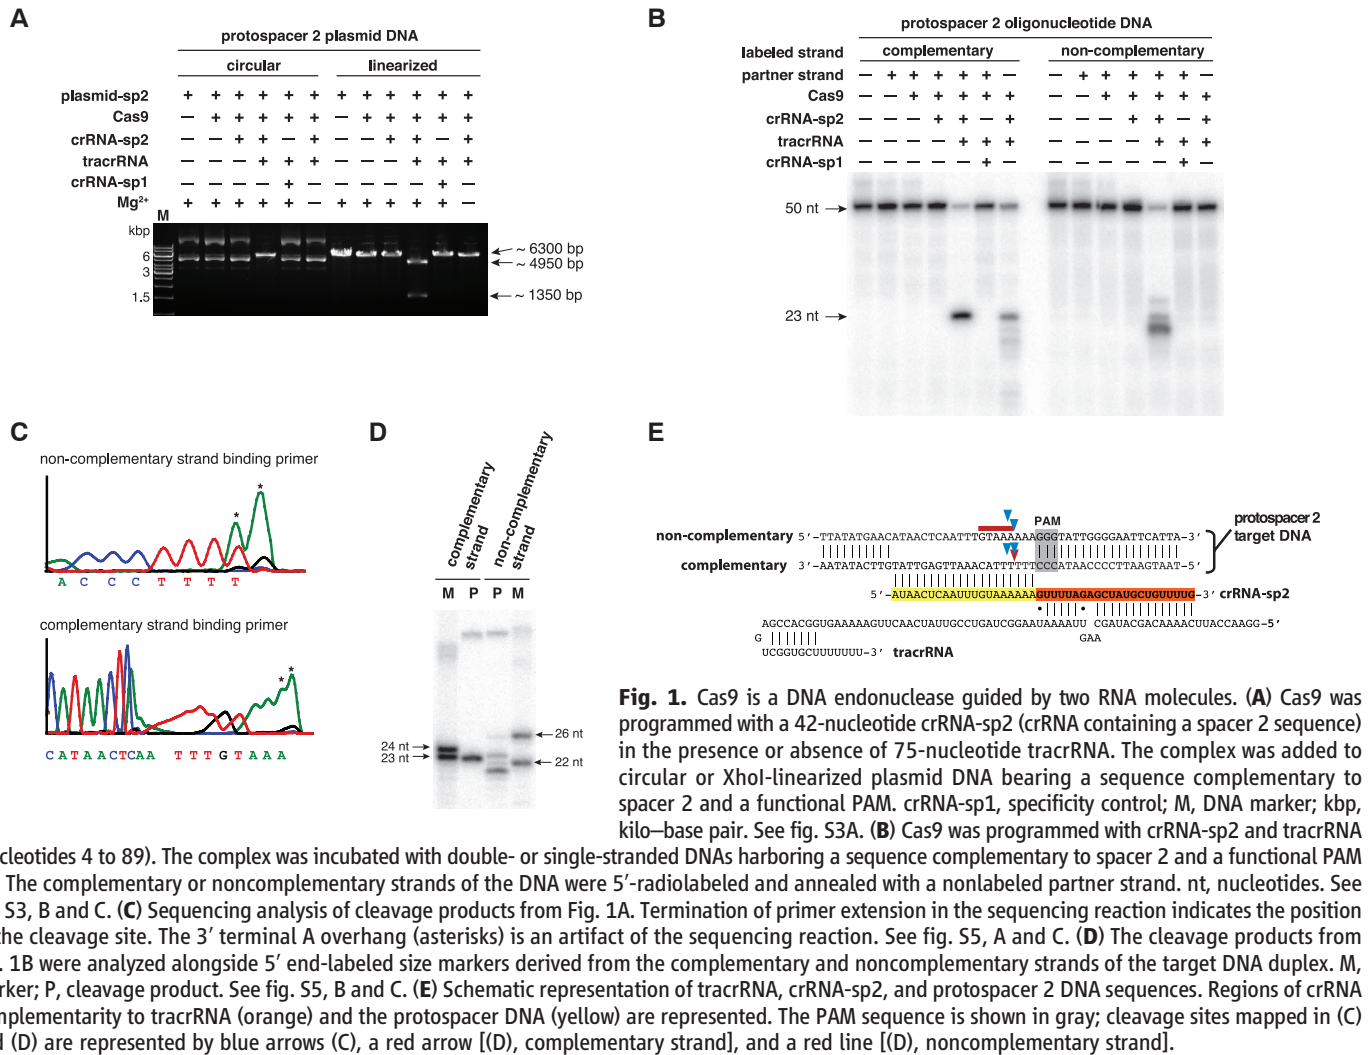 A
protospacer 2 plasmid DNA
circular linearized
plasmid-sp2 + + + + + + + + + + + +
Cas9 — + + + + + — + + + + +
crRNA-sp2 — — + + — + — — + + — +
tracrRNA — — — + + + — — — + + +
crRNA-sp1 — — — — + — — — — — + —
Mg2+ + + + + + — + + + + + —
M
kbp
6
3
1.5
~ 6300 bp
~ 4950 bp
~ 1350 bp
B
protospacer 2 oligonucleotide DNA
labeled strand complementary non-complementary
partner strand — + + + + + — — + + + + + —
Cas9 — — + + + + + — — + + + + +
crRNA-sp2 — — — + + — + — — — + + — +
tracrRNA — — — — + + + — — — — + + +
crRNA-sp1 — — — — — + — — — — — — + —
50 nt
23 nt
C
non-complementary strand binding primer
* *
A C C C T T T T
complementary strand binding primer
* *
C A T A A C T C A A T T T G T A A A
D
complementary strand
non-complementary strand
M P P M
24 nt
23 nt
26 nt
22 nt
E
PAM
non-complementary 5'-TTATATGAACATAACTCAATTTGTAAAAAAGGGTATTGGGGAATTCATTA-3'
complementary 3'-AATATACTTGTATTGAGTTAAACATTTTTTCCCATAACCCCTTAAGTAAT-5'
protospacer 2
target DNA
5'-AUAACUCAAUUUGUAAAAAAGUUUUAGAGCUAUGCUGUUUUG-3' crRNA-sp2
AGCCACGGUGAAAAAGUUCAACUAUUGCCUGAUCGGAAUAAAAUU CGAUACGACAAAACUUACCAAGG-5'
G
GAA
UCGGUGCUUUUUUU-3' tracrRNA
Fig. 1. Cas9 is a DNA endonuclease guided by two RNA molecules. (A) Cas9 was
programmed with a 42-nucleotide crRNA-sp2 (crRNA containing a spacer 2 sequence)
in the presence or absence of 75-nucleotide tracrRNA. The complex was added to
circular or XhoI-linearized plasmid DNA bearing a sequence complementary to
spacer 2 and a functional PAM. crRNA-sp1, specificity control; M, DNA marker; kbp,
kilo–base pair. See fig. S3A. (B) Cas9 was programmed with crRNA-sp2 and tracrRNA
cleotides 4 to 89). The complex was incubated with double- or single-stranded DNAs harboring a sequence complementary to spacer 2 and a functional PAM
The complementary or noncomplementary strands of the DNA were 5′-radiolabeled and annealed with a nonlabeled partner strand. nt, nucleotides. See
S3, B and C. (C) Sequencing analysis of cleavage products from Fig. 1A. Termination of primer extension in the sequencing reaction indicates the position
the cleavage site. The 3′ terminal A overhang (asterisks) is an artifact of the sequencing reaction. See fig. S5, A and C. (D) The cleavage products from
. 1B were analyzed alongside 5′ end-labeled size markers derived from the complementary and noncomplementary strands of the target DNA duplex. M,
rker; P, cleavage product. See fig. S5, B and C. (E) Schematic representation of tracrRNA, crRNA-sp2, and protospacer 2 DNA sequences. Regions of crRNA
mplementarity to tracrRNA (orange) and the protospacer DNA (yellow) are represented. The PAM sequence is shown in gray; cleavage sites mapped in (C)
d (D) are represented by blue arrows (C), a red arrow [(D), complementary strand], and a red line [(D), noncomplementary strand].